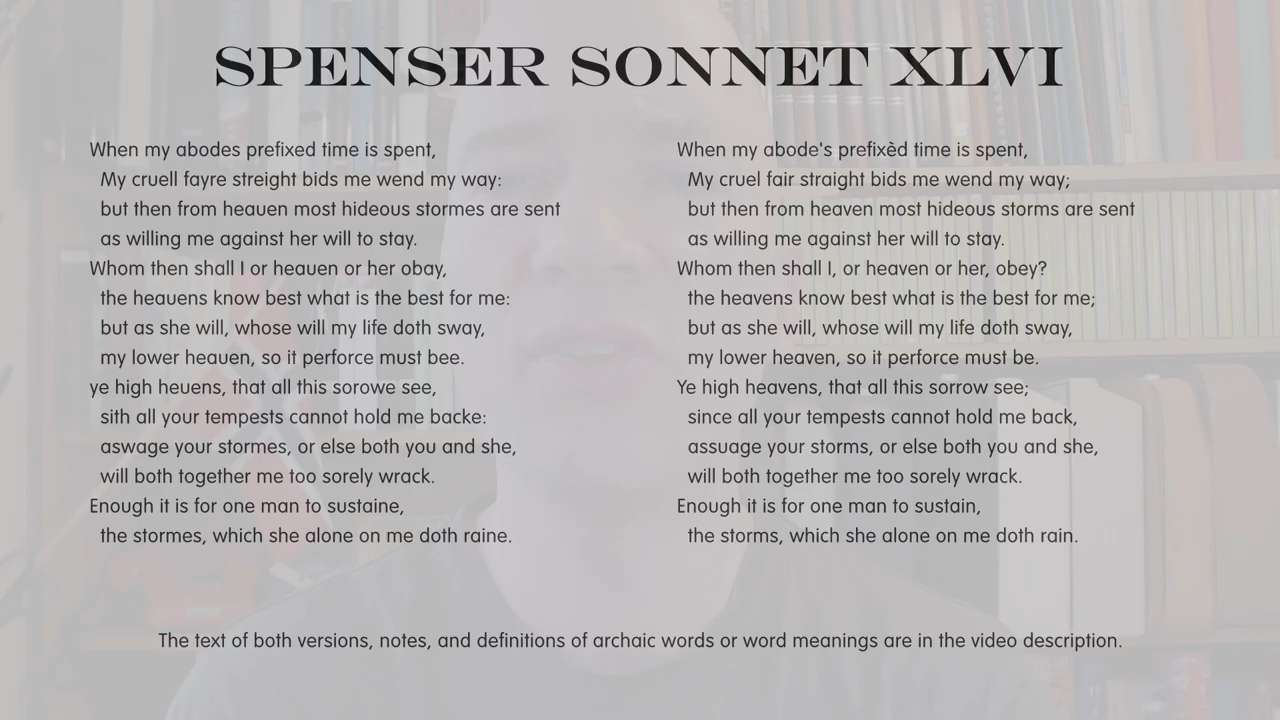 SPENSER SONNET XLVI
When my abodes prefixed time is spent,
My cruell fayre streight bids me wend my way:
but then from heauen most hideous stormes are sent
as willing me against her will to stay.
Whom then shall I or heauen or her obay,
the heauens know best what is the best for me:
but as she will, whose will my life doth sway,
my lower heauen, so it perforce must bee.
ye high heuens, that all this sorowe see,
sith all your tempests cannot hold me backe:
aswage your stormes, or else both you and she,
will both together me too sorely wrack.
Enough it is for one man to sustaine,
the stormes, which she alone on me doth raine.
When my abode's prefixèd time is spent,
My cruel fair straight bids me wend my way;
but then from heaven most hideous storms are sent
as willing me against her will to stay.
Whom then shall I, or heaven or her, obey?
the heavens know best what is the best for me;
but as she will, whose will my life doth sway,
my lower heaven, so it perforce must be.
Ye high heavens, that all this sorrow see;
since all your tempests cannot hold me back,
assuage your storms, or else both you and she,
will both together me too sorely wrack.
Enough it is for one man to sustain,
the storms, which she alone on me doth rain.
The text of both versions, notes, and definitions of archaic words or word meanings are in the video description.